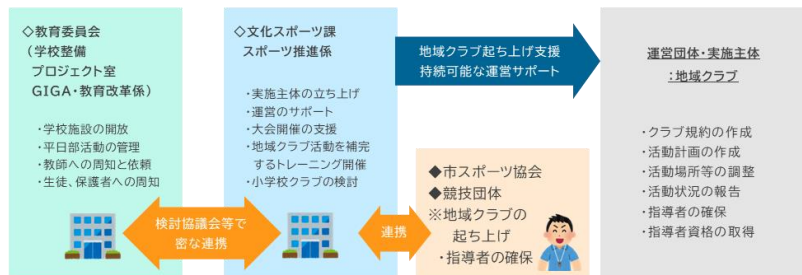 ◇教育委員会
(学校整備
プロジェクト室
GIGA・教育改革係)
・学校施設の開放
・平日部活動の管理
・教師への周知と依頼
・生徒、保護者への周知
◇文化スポーツ課
スポーツ推進係
・実施主体の立ち上げ
・運営のサポート
・大会開催の支援
・地域クラブ活動を補完
するトレーニング開催
・小学校クラブの検討
検討協議会等で
密な連携
地域クラブ起ち上げ支援
持続可能な運営サポート
連携
◆市スポーツ協会
◆競技団体
※地域クラブの
起ち上げ
・指導者の確保
運営団体・実施主体
:地域クラブ
・クラブ規約の作成
・活動計画の作成
・活動場所等の調整
・活動状況の報告
・指導者の確保
・指導者資格の取得